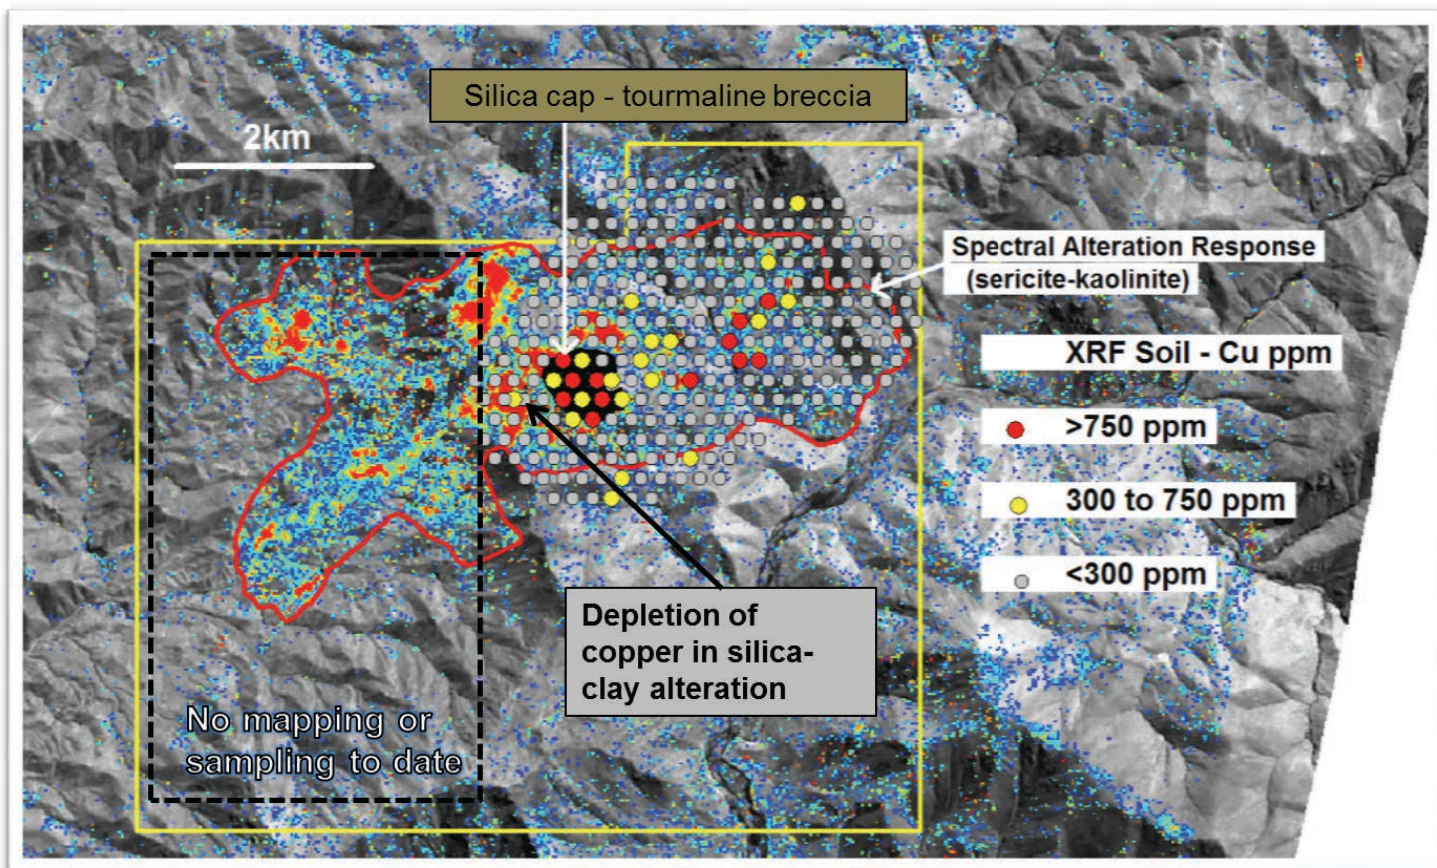 Silica cap - tourmaline breccia
2km
Spectral Alteration Response
(sericite-kaolinite)
XRF Soil - Cu ppm
>750 ppm
300 to 750 ppm
<300 ppm
Depletion of
copper in silica-
clay alteration
No mapping or
sampling to date